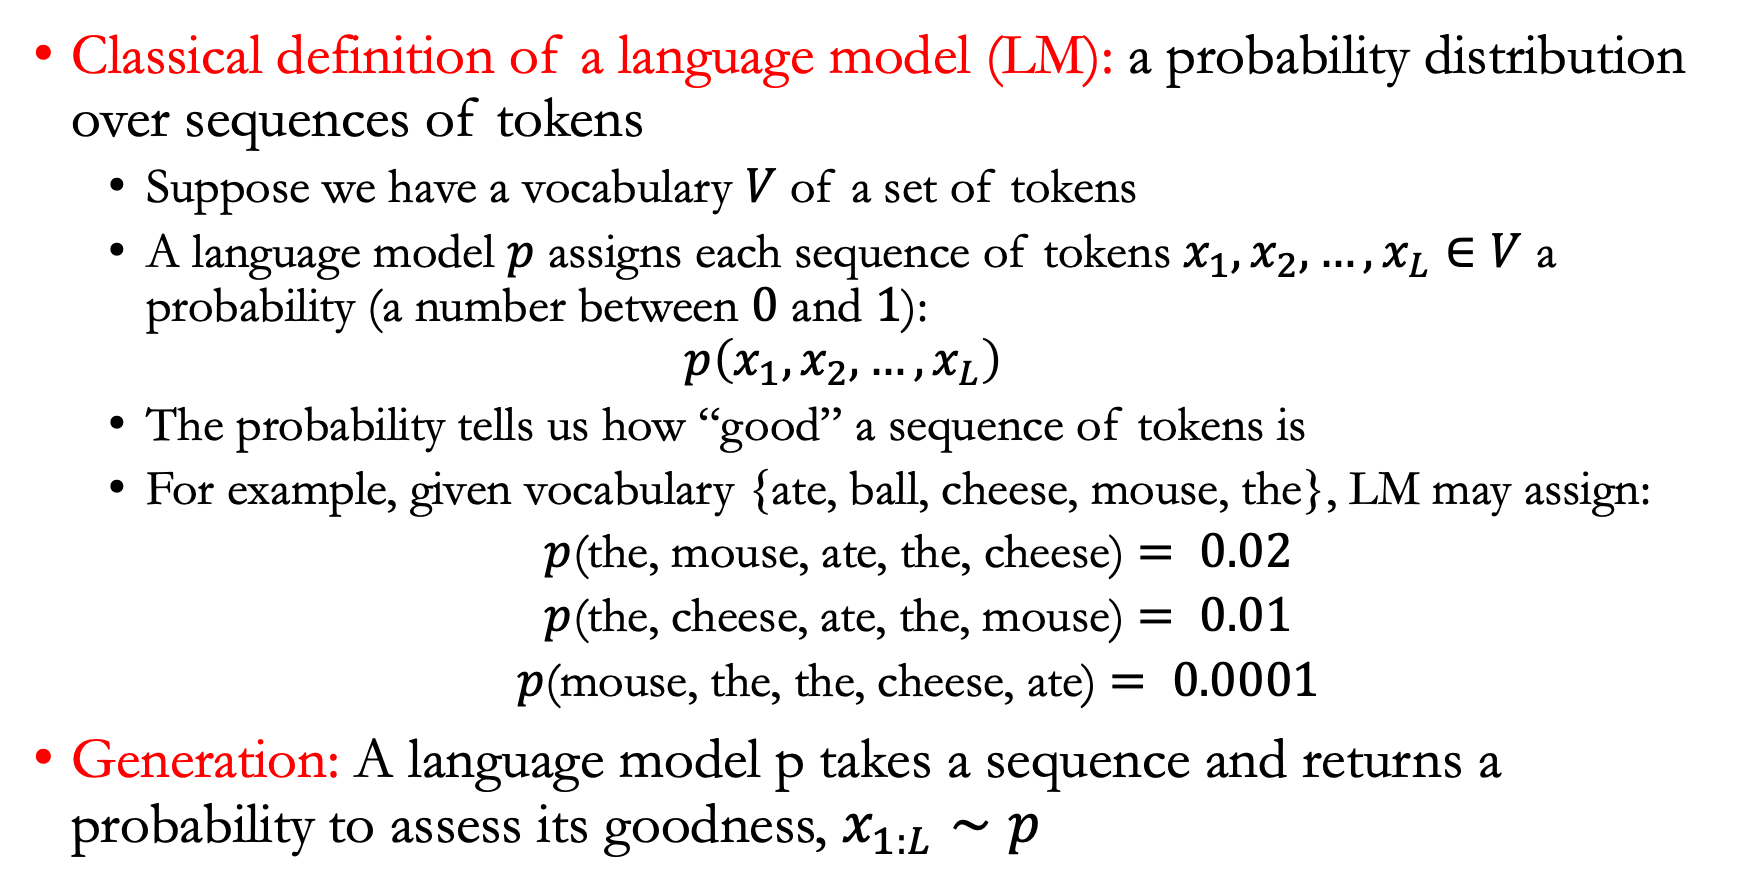 • Classical definition of a language model (LM): a probability distribution
over sequences of tokens
• Suppose we have a vocabulary V of a set of tokens
• A language model p assigns each sequence of tokens x₁, x₂, …, x_L ∈ V a
probability (a number between 0 and 1):
p(x₁, x₂, …, x_L)
• The probability tells us how “good” a sequence of tokens is
• For example, given vocabulary {ate, ball, cheese, mouse, the}, LM may assign:
p(the, mouse, ate, the, cheese) = 0.02
p(the, cheese, ate, the, mouse) = 0.01
p(mouse, the, the, cheese, ate) = 0.0001
• Generation: A language model p takes a sequence and returns a
probability to assess its goodness, x_{1:L} ~ p